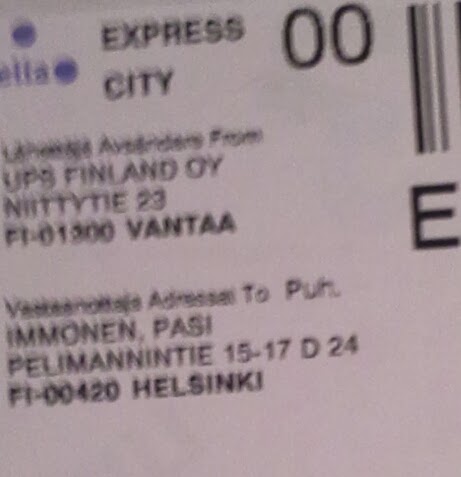 EXPRESS 00
ella CITY
Lähettäjä Avsändare From
UPS FINLAND OY
NIITTYTIE 23
FI-01300 VANTAA
E
Vastaanottaja Adressat To Puh.
IMMONEN, PASI
PELIMANNINTIE 15-17 D 24
FI-00420 HELSINKI